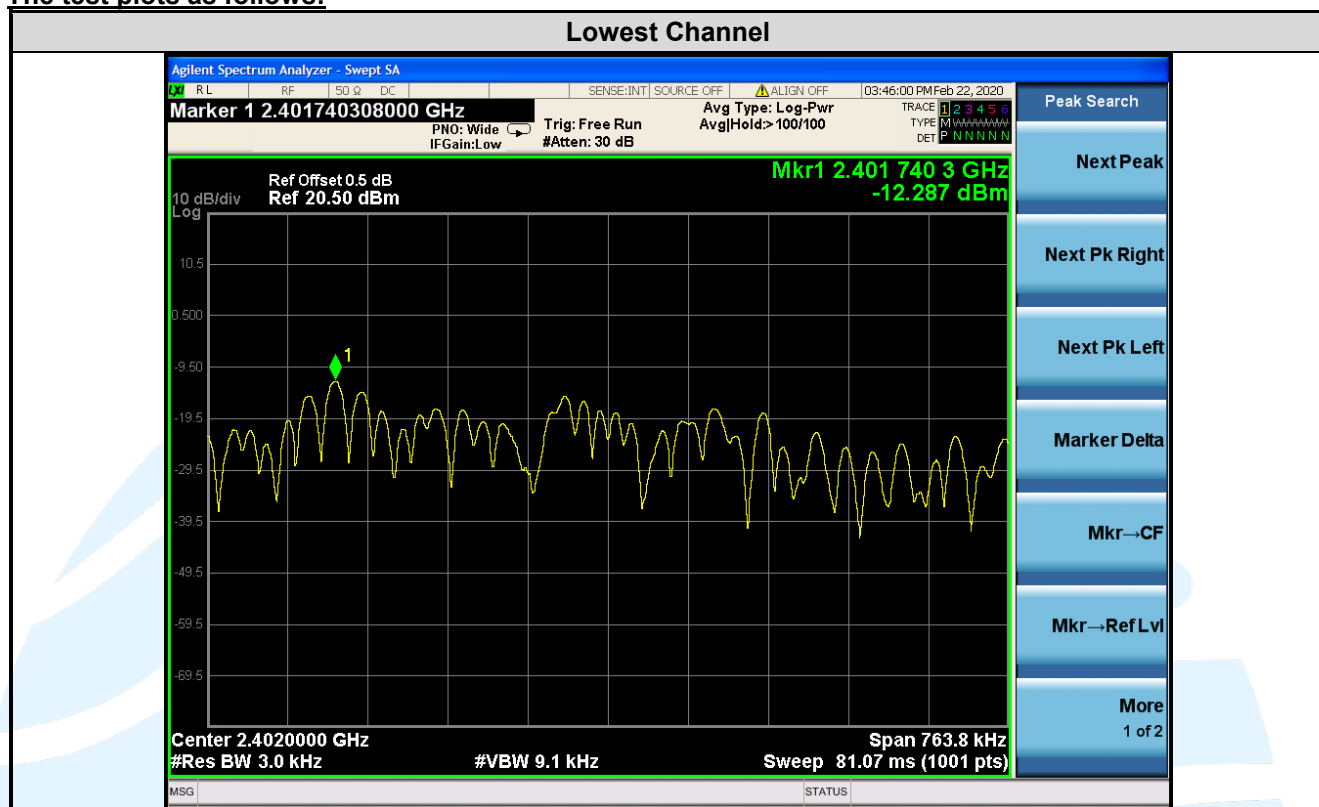 The test plots as follows:
Lowest Channel
Agilent Spectrum Analyzer - Swept SA
LXI RL RF 50 Ω DC SENSE:INT SOURCE OFF ALIGN OFF 03:46:00 PM Feb 22, 2020
Marker 1 2.401740308000 GHz
PNO: Wide
IFGain:Low
Trig: Free Run
#Atten: 30 dB
Avg Type: Log-Pwr
Avg|Hold:> 100/100
TRACE 1 2 3 4 5 6
TYPE M WWWWW
DET P N N N N N
Peak Search
Next Peak
Next Pk Right
Next Pk Left
Marker Delta
Mkr→CF
Mkr→Ref Lvl
More
1 of 2
Mkr1 2.401 740 3 GHz
-12.287 dBm
Ref Offset 0.5 dB
10 dB/div Ref 20.50 dBm
Log
10.5
0.500
1
-9.50
-19.5
-29.5
-39.5
-49.5
-59.5
-69.5
Center 2.4020000 GHz Span 763.8 kHz
#Res BW 3.0 kHz #VBW 9.1 kHz Sweep 81.07 ms (1001 pts)
MSG STATUS